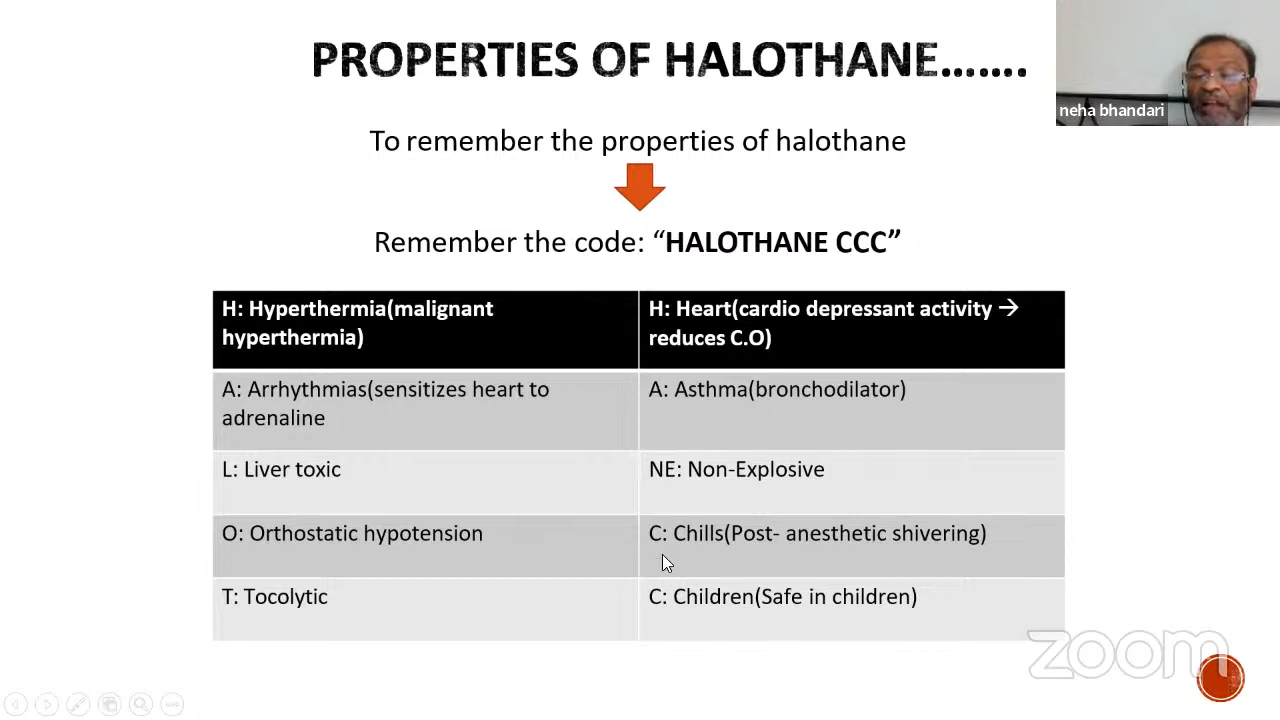 PROPERTIES OF HALOTHANE.......
neha bhandari
To remember the properties of halothane
Remember the code: “HALOTHANE CCC”
H: Hyperthermia(malignant
hyperthermia)
H: Heart(cardio depressant activity →
reduces C.O)
A: Arrhythmias(sensitizes heart to
adrenaline
A: Asthma(bronchodilator)
L: Liver toxic
NE: Non-Explosive
O: Orthostatic hypotension
C: Chills(Post- anesthetic shivering)
T: Tocolytic
C: Children(Safe in children)
zoom